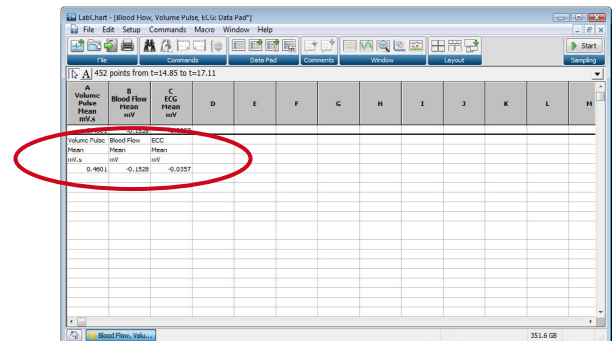 LabChart - [Blood Flow, Volume Pulse, ECG: Data Pad*]
File Edit Setup Commands Macro Window Help
File Commands Data Pad Comments Window Layout Sampling
Start
A 452 points from t=14.85 to t=17.11
A B C D E F G H I J K L M
Volume Pulse Mean mV.s
Blood Flow Mean mV
ECG Mean mV
Volume Pulse Blood Flow ECG
Mean Mean Mean
mV.s mV mV
0.4601 -0.1528 -0.0357
Blood Flow, Volu...
351.6 GB